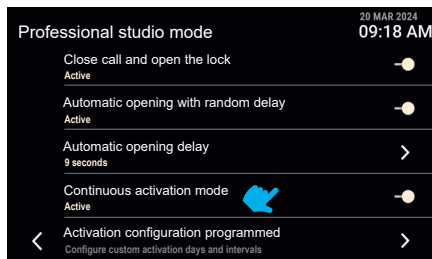 20 MAR 2024
Professional studio mode
09:18 AM
Close call and open the lock
Active
Automatic opening with random delay
Active
Automatic opening delay
9 seconds
Continuous activation mode
Active
Activation configuration programmed
Configure custom activation days and intervals